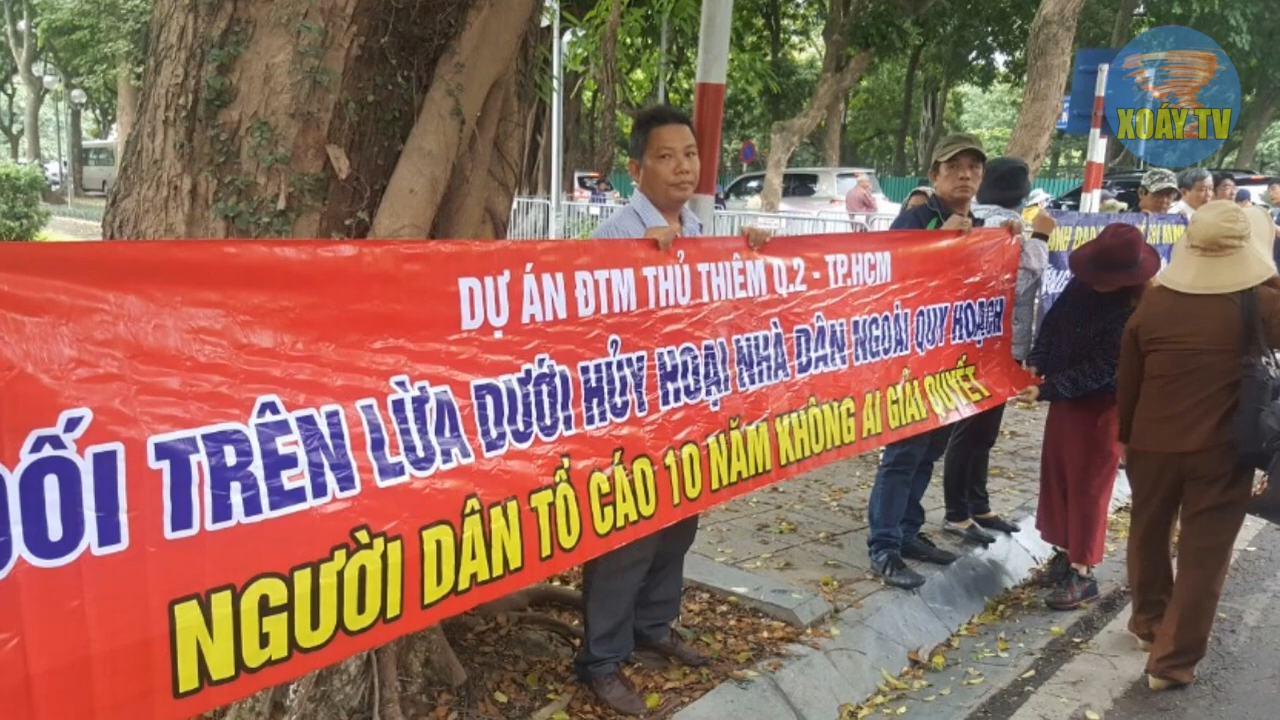 XOÁY.TV
DỰ ÁN ĐTM THỦ THIÊM Q.2 - TP.HCM
DỐI TRÊN LỪA DƯỚI HỦY HOẠI NHÀ DÂN NGOÀI QUY HOẠCH
NGƯỜI DÂN TỐ CÁO 10 NĂM KHÔNG AI GIẢI QUYẾT